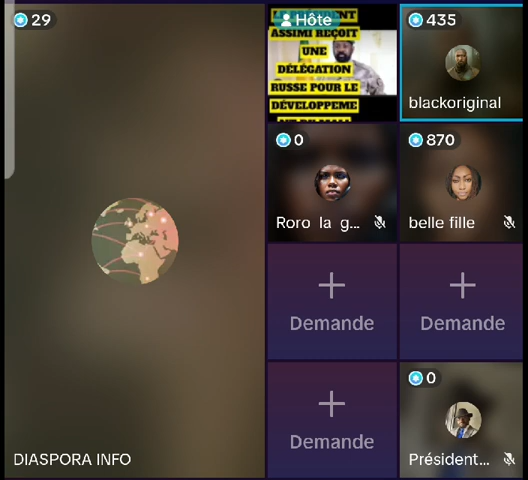 29
Hôte
ASSIMI REÇOIT
UNE
DÉLÉGATION
RUSSE POUR LE
DÉVELOPPEME
435
blackoriginal
0
Roro la g...
870
belle fille
Demande
Demande
Demande
0
Président...
DIASPORA INFO